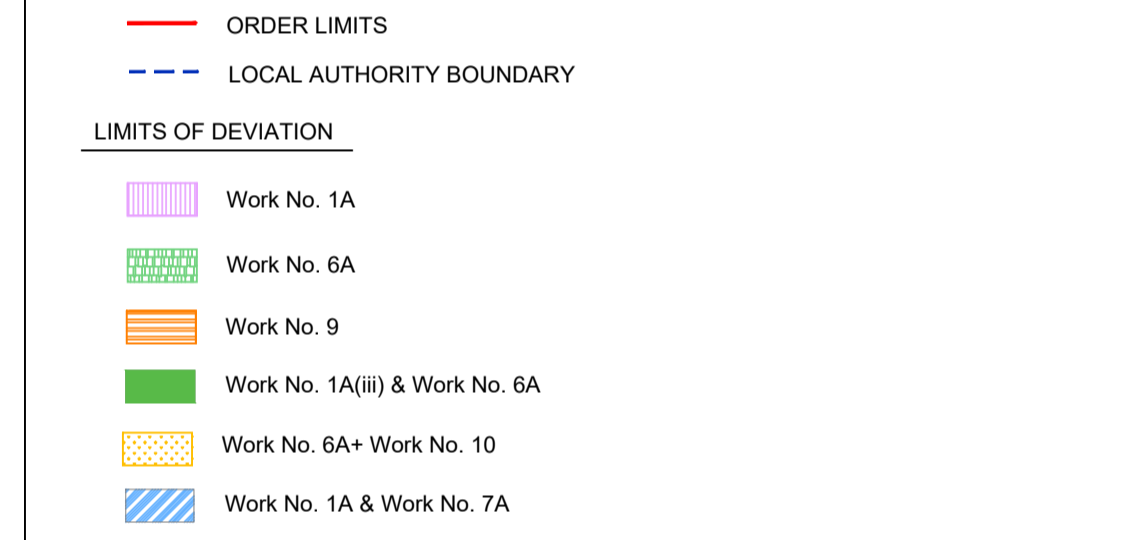 ORDER LIMITS
LOCAL AUTHORITY BOUNDARY
LIMITS OF DEVIATION
Work No. 1A
Work No. 6A
Work No. 9
Work No. 1A(iii) & Work No. 6A
Work No. 6A+ Work No. 10
Work No. 1A & Work No. 7A